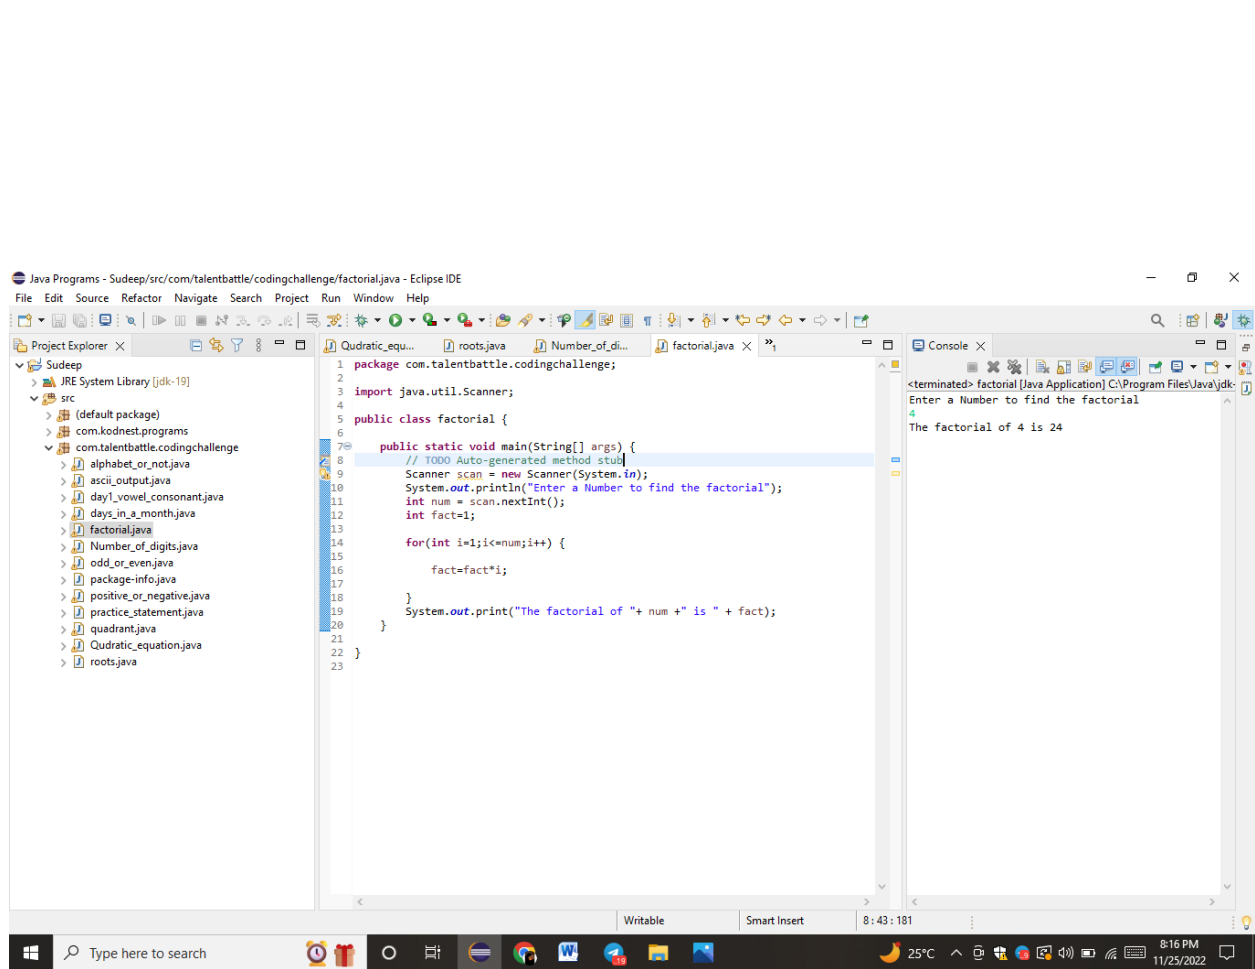 Java Programs - Sudeep/src/com/talentbattle/codingchallenge/factorial.java - Eclipse IDE
File Edit Source Refactor Navigate Search Project Run Window Help
Project Explorer
Sudeep
JRE System Library [jdk-19]
src
(default package)
com.kodnest.programs
com.talentbattle.codingchallenge
alphabet_or_not.java
ascii_output.java
day1_vowel_consonant.java
days_in_a_month.java
factorial.java
Number_of_digits.java
odd_or_even.java
package-info.java
positive_or_negative.java
practice_statement.java
quadrant.java
Qudratic_equation.java
roots.java
Qudratic_equ... roots.java Number_of_di... factorial.java »1
1 package com.talentbattle.codingchallenge;
2
3 import java.util.Scanner;
4
5 public class factorial {
6
7 public static void main(String[] args) {
8 // TODO Auto-generated method stub
9 Scanner scan = new Scanner(System.in);
10 System.out.println("Enter a Number to find the factorial");
11 int num = scan.nextInt();
12 int fact=1;
13
14 for(int i=1;i<=num;i++) {
15
16 fact=fact*i;
17
18 }
19 System.out.print("The factorial of "+ num +" is " + fact);
20 }
21
22 }
23
Console
<terminated> factorial [Java Application] C:\Program Files\Java\jdk-
Enter a Number to find the factorial
4
The factorial of 4 is 24
Writable Smart Insert 8 : 43 : 181
Type here to search
25°C
8:16 PM
11/25/2022